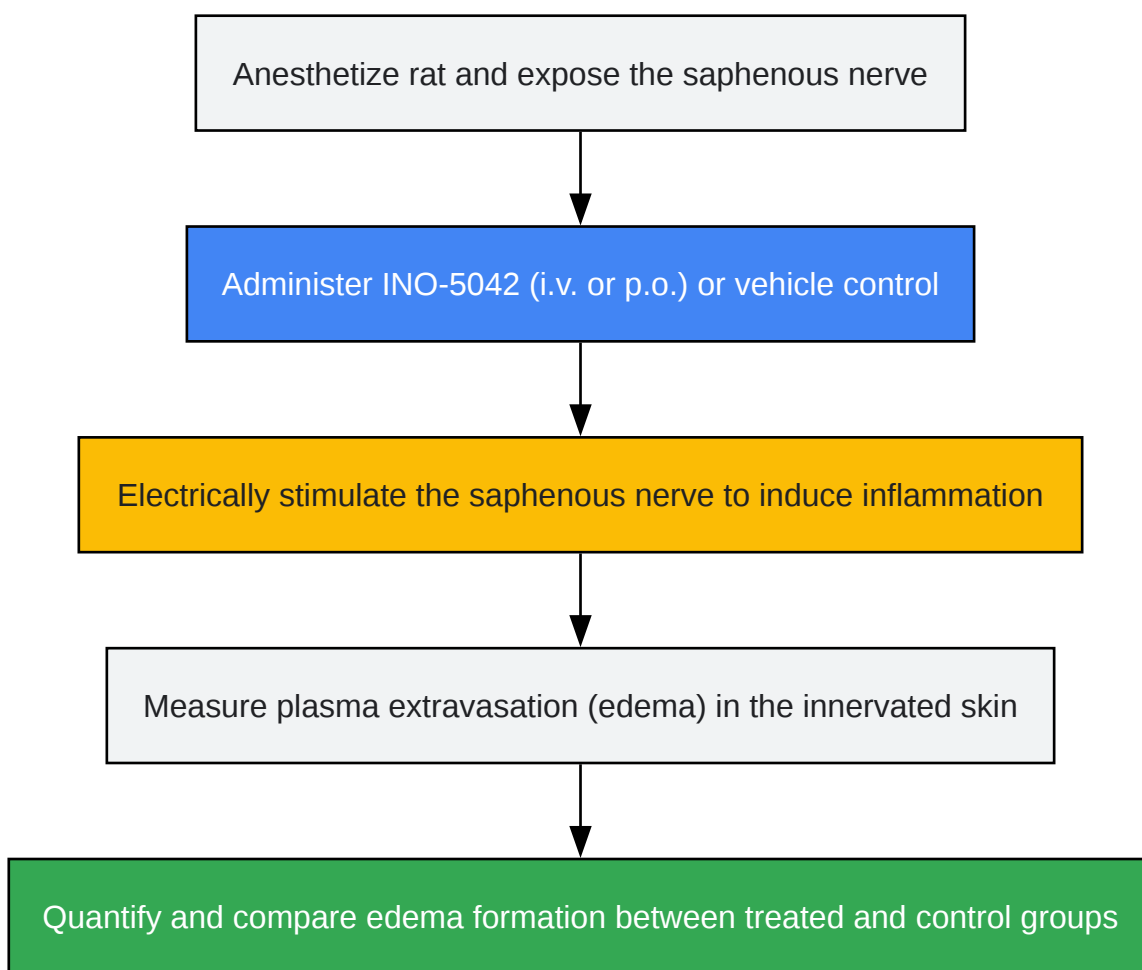 Anesthetize rat and expose the saphenous nerve
Administer INO-5042 (i.v. or p.o.) or vehicle control
Electrically stimulate the saphenous nerve to induce inflammation
Measure plasma extravasation (edema) in the innervated skin
Quantify and compare edema formation between treated and control groups